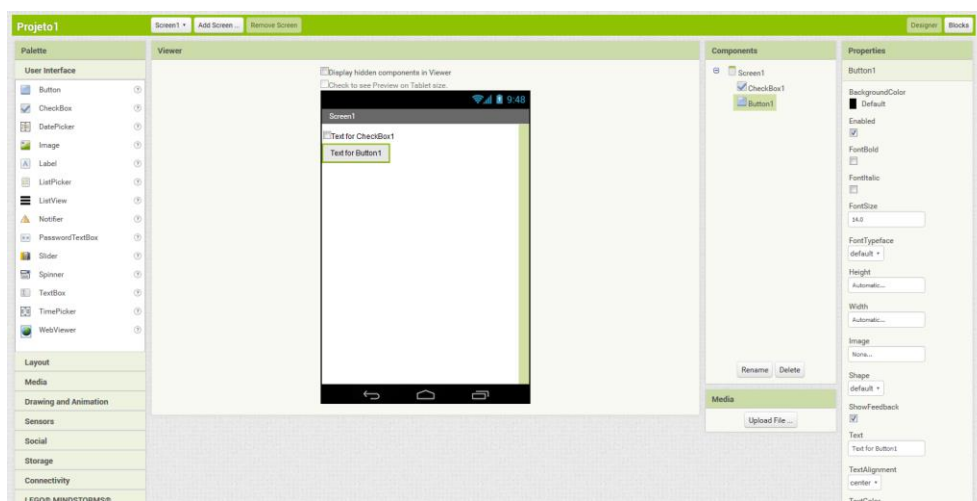 Projeto1
Screen1
Add Screen ...
Remove Screen
Designer
Blocks
Palette
User Interface
Button
CheckBox
DatePicker
Image
Label
ListPicker
ListView
Notifier
PasswordTextBox
Slider
Spinner
TextBox
TimePicker
WebViewer
Layout
Media
Drawing and Animation
Sensors
Social
Storage
Connectivity
LEGO® MINDSTORMS®
Viewer
Display hidden components in Viewer
Check to see Preview on Tablet size.
9:48
Screen1
Text for CheckBox1
Text for Button1
Components
Screen1
CheckBox1
Button1
Rename
Delete
Media
Upload File ...
Properties
Button1
BackgroundColor
Default
Enabled
FontBold
FontItalic
FontSize
14.0
FontTypeface
default
Height
Automatic...
Width
Automatic...
Image
None...
Shape
default
ShowFeedback
Text
Text for Button1
TextAlignment
center
TextColor